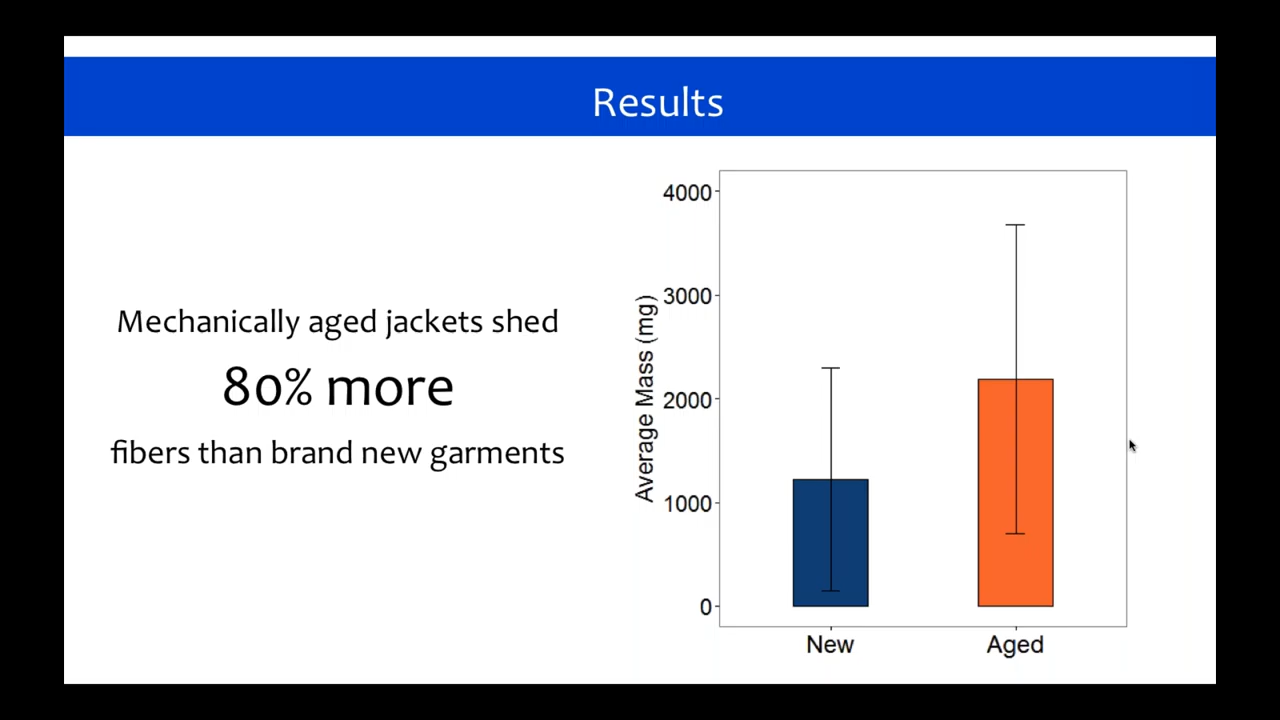 Results
Mechanically aged jackets shed
80% more
fibers than brand new garments
Average Mass (mg)
4000
3000
2000
1000
0
New
Aged